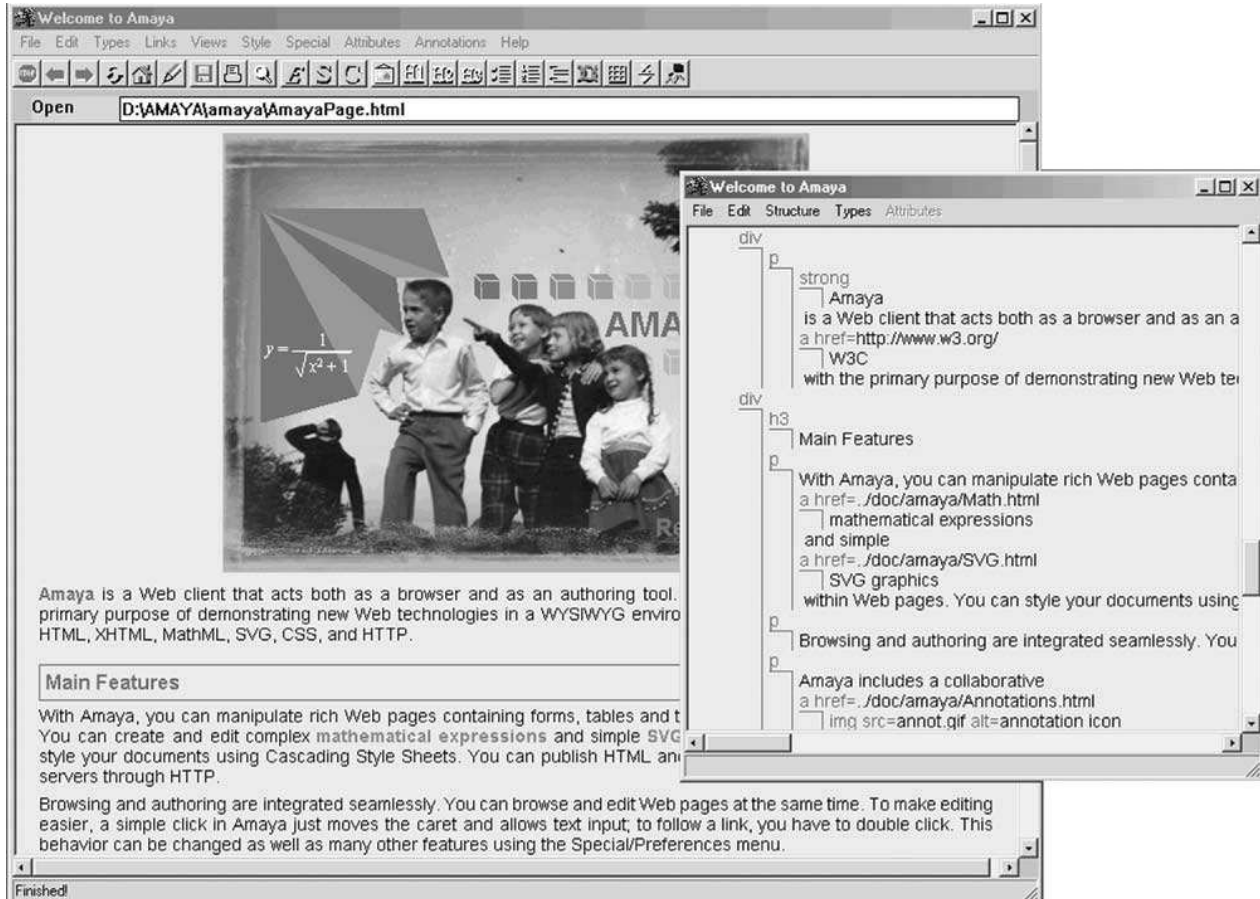 Welcome to Amaya
File Edit Types Links Views Style Special Attributes Annotations Help
Open D:\AMAYA\amaya\AmayaPage.html
AMA
y = 1 / √x² + 1
Re
Amaya is a Web client that acts both as a browser and as an authoring tool.
primary purpose of demonstrating new Web technologies in a WYSIWYG enviro
HTML, XHTML, MathML, SVG, CSS, and HTTP.
Main Features
With Amaya, you can manipulate rich Web pages containing forms, tables and t
You can create and edit complex mathematical expressions and simple SVG
style your documents using Cascading Style Sheets. You can publish HTML and
servers through HTTP.
Browsing and authoring are integrated seamlessly. You can browse and edit Web pages at the same time. To make editing
easier, a simple click in Amaya just moves the caret and allows text input; to follow a link, you have to double click. This
behavior can be changed as well as many other features using the Special/Preferences menu.
Finished!
Welcome to Amaya
File Edit Structure Types Attributes
div
p
strong
Amaya
is a Web client that acts both as a browser and as an a
a href=http://www.w3.org/
W3C
with the primary purpose of demonstrating new Web te
div
h3
Main Features
p
With Amaya, you can manipulate rich Web pages conta
a href=../doc/amaya/Math.html
mathematical expressions
and simple
a href=../doc/amaya/SVG.html
SVG graphics
within Web pages. You can style your documents using
p
Browsing and authoring are integrated seamlessly. You
p
Amaya includes a collaborative
a href=../doc/amaya/Annotations.html
img src=annot.gif alt=annotation icon